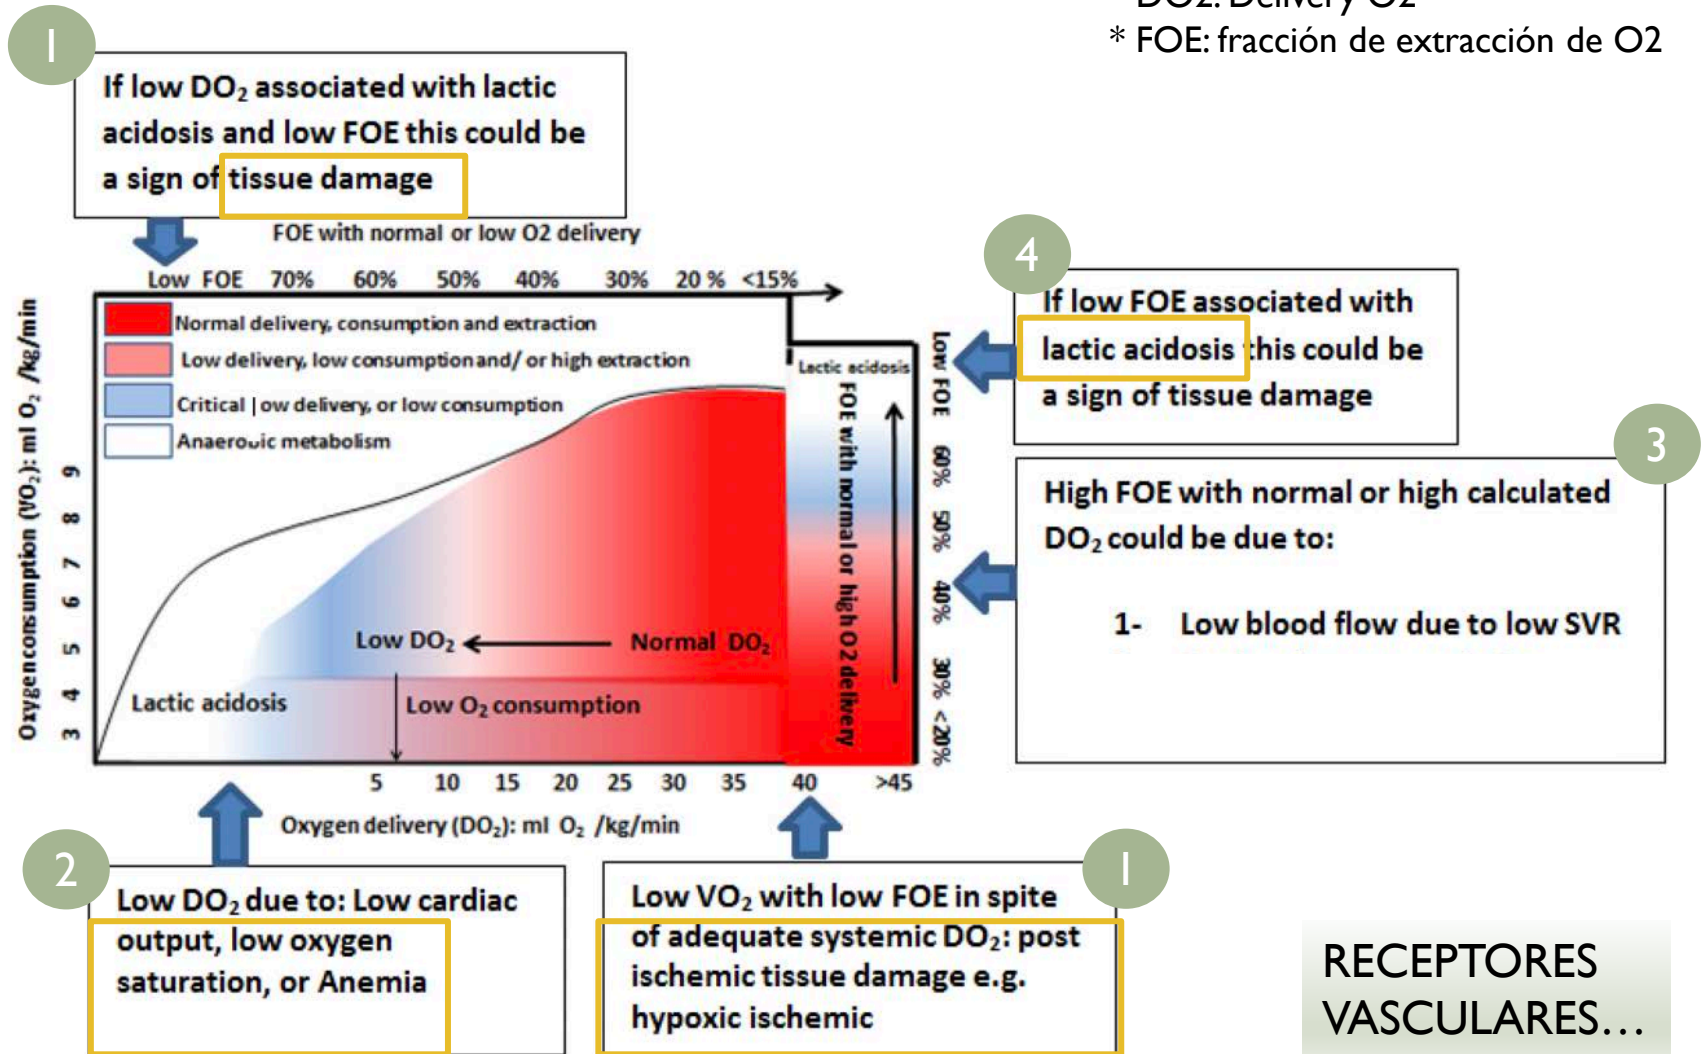 DO2: Delivery O2
* FOE: fracción de extracción de O2
1
If low DO₂ associated with lactic
acidosis and low FOE this could be
a sign of tissue damage
FOE with normal or low O2 delivery
Low FOE 70% 60% 50% 40% 30% 20 % <15%
Normal delivery, consumption and extraction
Low delivery, low consumption and/ or high extraction
Critical low delivery, or low consumption
Anaerobic metabolism
Oxygenconsumption (VO₂): ml O₂ /kg/min
9
8
7
6
5
4
3
Low DO₂
Normal DO₂
Lactic acidosis
Low O₂ consumption
5 10 15 20 25 30 35 40 >45
Oxygen delivery (DO₂): ml O₂ /kg/min
Lactic acidosis
FOE with normal or high O2 delivery
Low FOE 60% 50% 40% 30% <20%
4
If low FOE associated with
lactic acidosis this could be
a sign of tissue damage
3
High FOE with normal or high calculated
DO₂ could be due to:
1- Low blood flow due to low SVR
2
Low DO₂ due to: Low cardiac
output, low oxygen
saturation, or Anemia
1
Low VO₂ with low FOE in spite
of adequate systemic DO₂: post
ischemic tissue damage e.g.
hypoxic ischemic
RECEPTORES
VASCULARES…